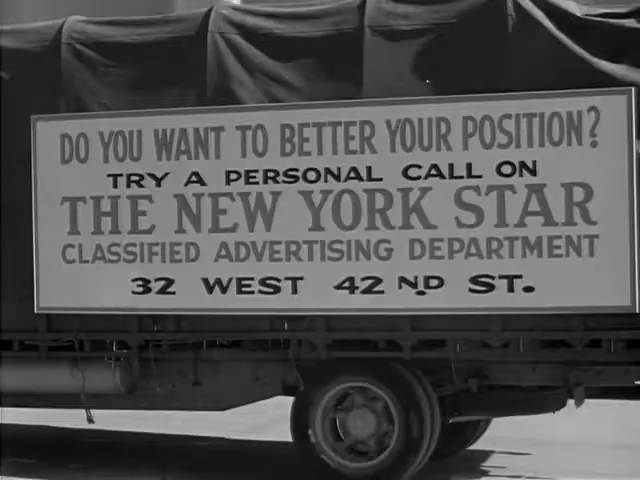 DO YOU WANT TO BETTER YOUR POSITION?
TRY A PERSONAL CALL ON
THE NEW YORK STAR
CLASSIFIED ADVERTISING DEPARTMENT
32 WEST 42ND ST.